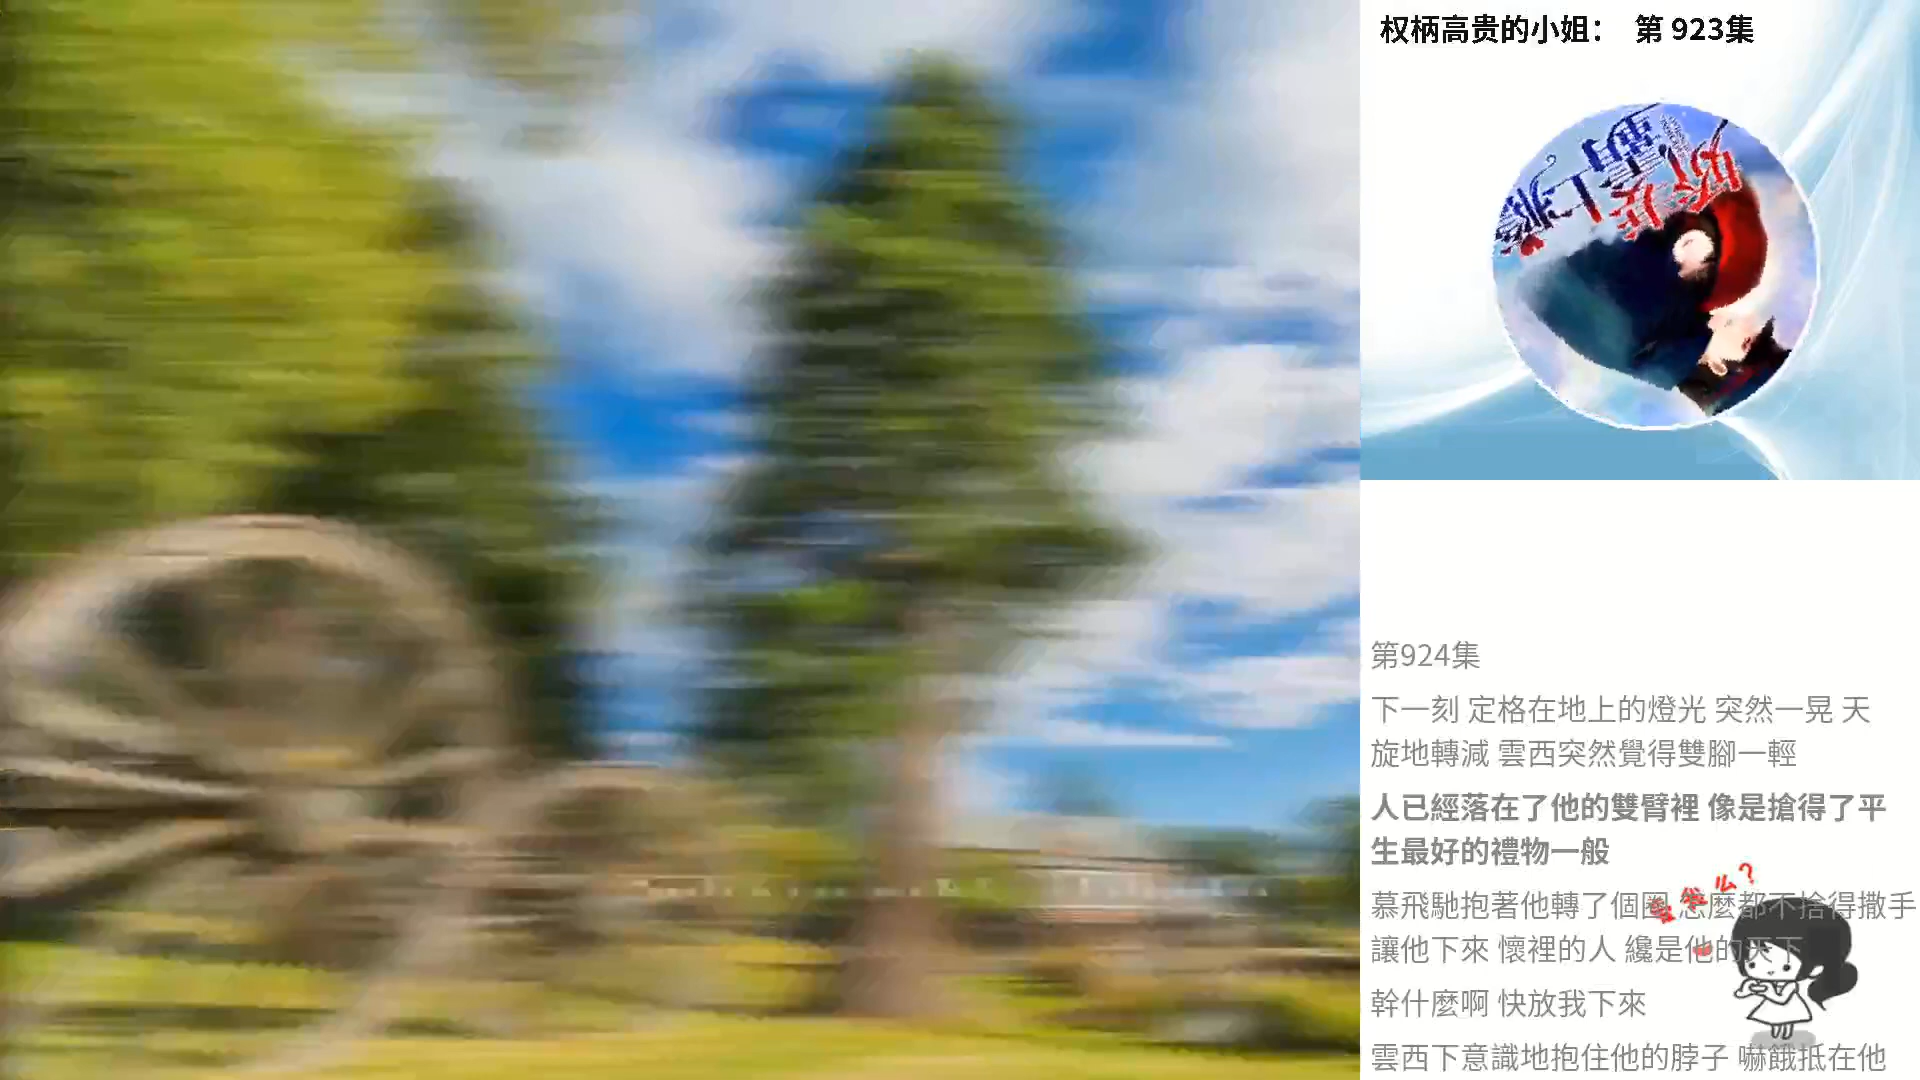 权柄高贵的小姐： 第 923集
第924集
下一刻 定格在地上的燈光 突然一晃 天
旋地轉減 雲西突然覺得雙腳一輕
人已經落在了他的雙臂裡 像是搶得了平
生最好的禮物一般
慕飛馳抱著他轉了個圈 怎麼都不捨得撒手
讓他下來 懷裡的人 纔是他的天下
幹什麼啊 快放我下來
雲西下意識地抱住他的脖子 嚇餓抵在他